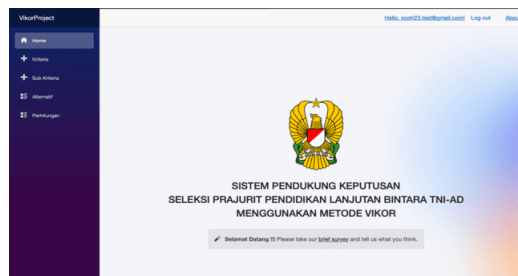 VikorProject
Hello, ocoh23.test@gmail.com! Log out About
Home
Kriteria
Sub Kriteria
Alternatif
Perhitungan
SISTEM PENDUKUNG KEPUTUSAN
SELEKSI PRAJURIT PENDIDIKAN LANJUTAN BINTARA TNI-AD
MENGGUNAKAN METODE VIKOR
Selamat Datang !!! Please take our brief survey and tell us what you think.